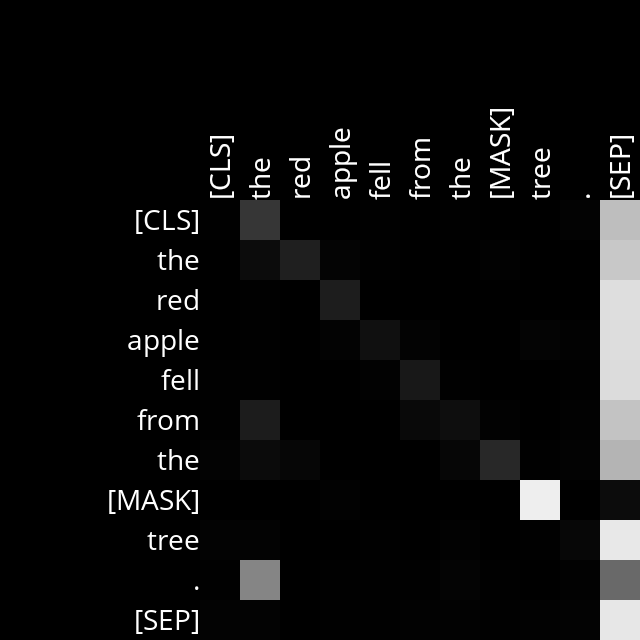 [CLS] the red apple fell from the [MASK] tree . [SEP]
[CLS]
the
red
apple
fell
from
the
[MASK]
tree
.
[SEP]